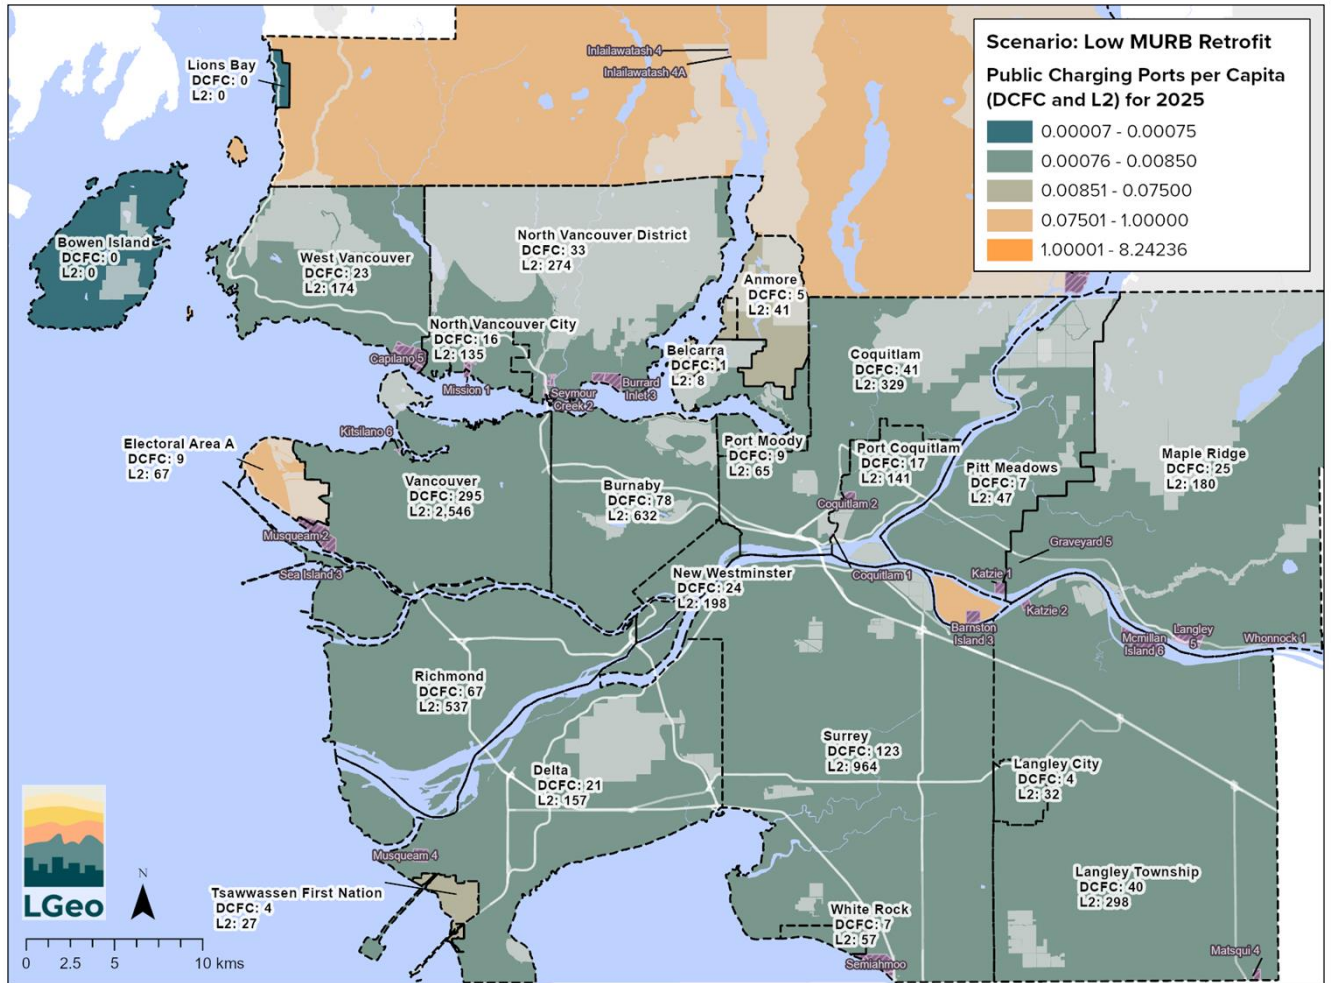 Scenario: Low MURB Retrofit
Public Charging Ports per Capita
(DCFC and L2) for 2025
0.00007 - 0.00075
0.00076 - 0.00850
0.00851 - 0.07500
0.07501 - 1.00000
1.00001 - 8.24236
Inlailawatash 4
Inlailawatash 4A
Lions Bay
DCFC: 0
L2: 0
Bowen Island
DCFC: 0
L2: 0
West Vancouver
DCFC: 23
L2: 174
North Vancouver District
DCFC: 33
L2: 274
Anmore
DCFC: 5
L2: 41
North Vancouver City
DCFC: 16
L2: 135
Belcarra
DCFC: 1
L2: 8
Coquitlam
DCFC: 41
L2: 329
Capilano 5
Mission 1
Seymour
Creek 2
Burrard
Inlet 3
Kitsilano 6
Electoral Area A
DCFC: 9
L2: 67
Vancouver
DCFC: 295
L2: 2,546
Burnaby
DCFC: 78
L2: 632
Port Moody
DCFC: 9
L2: 65
Port Coquitlam
DCFC: 17
L2: 141
Pitt Meadows
DCFC: 7
L2: 47
Maple Ridge
DCFC: 25
L2: 180
Coquitlam 2
Musqueam 2
Sea Island 3
Graveyard 5
New Westminster
DCFC: 24
L2: 198
Coquitlam 1
Katzie 1
Katzie 2
Barnston
Island 3
Mcmillan
Island 6
Langley
5
Whonnock 1
Richmond
DCFC: 67
L2: 537
Surrey
DCFC: 123
L2: 964
Delta
DCFC: 21
L2: 157
Langley City
DCFC: 4
L2: 32
Musqueam 4
Tsawwassen First Nation
DCFC: 4
L2: 27
Langley Township
DCFC: 40
L2: 298
White Rock
DCFC: 7
L2: 57
Semiahmoo
Matsqui 4
LGeo
N
0 2.5 5 10 kms